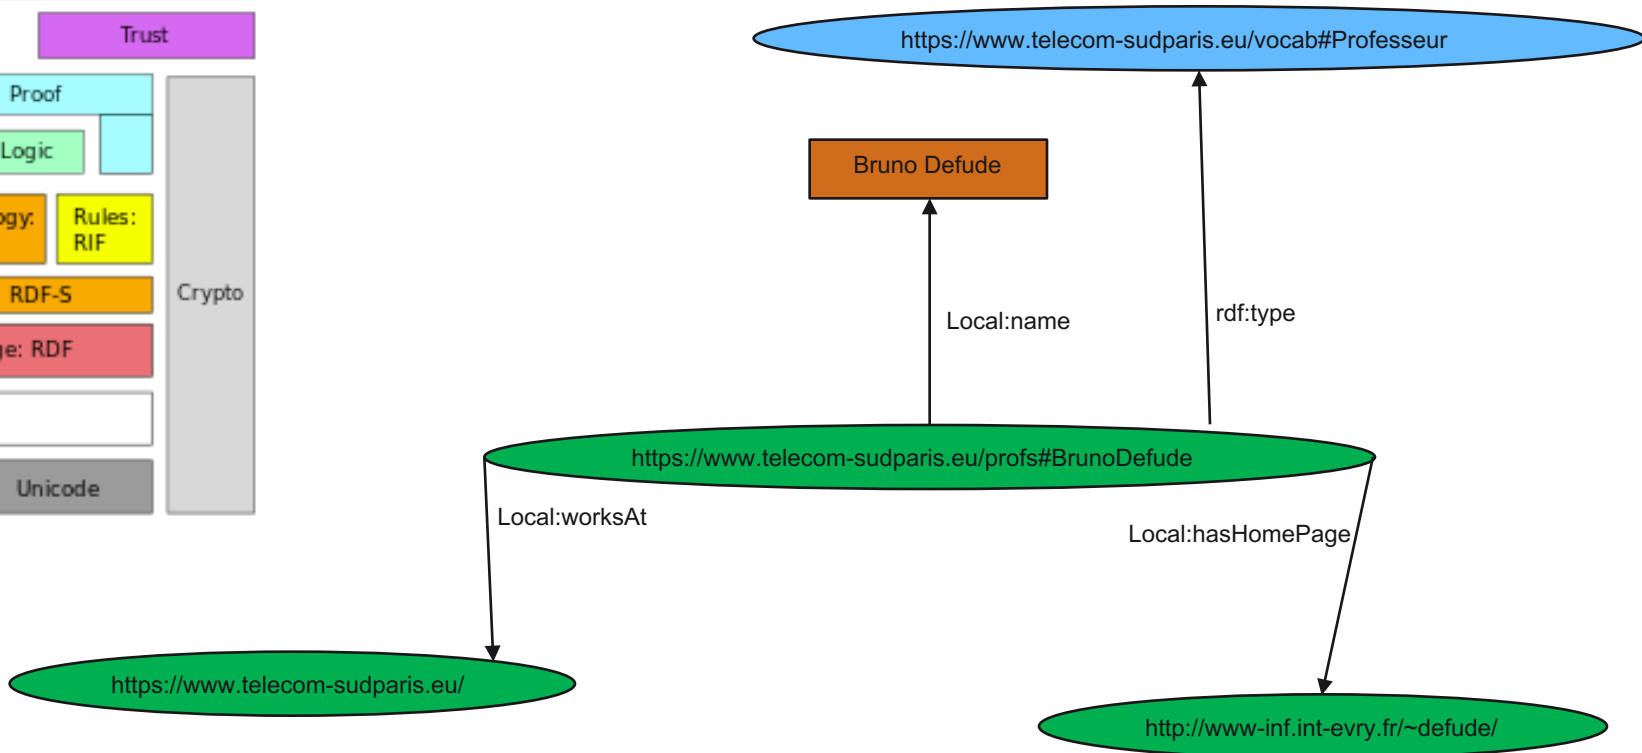 Trust
Proof
Logic
Rules:
RIF
RDF-S
RDF
Crypto
Unicode
https://www.telecom-sudparis.eu/vocab#Professeur
Bruno Defude
Local:name
rdf:type
https://www.telecom-sudparis.eu/profs#BrunoDefude
Local:worksAt
Local:hasHomePage
https://www.telecom-sudparis.eu/
http://www-inf.int-evry.fr/~defude/